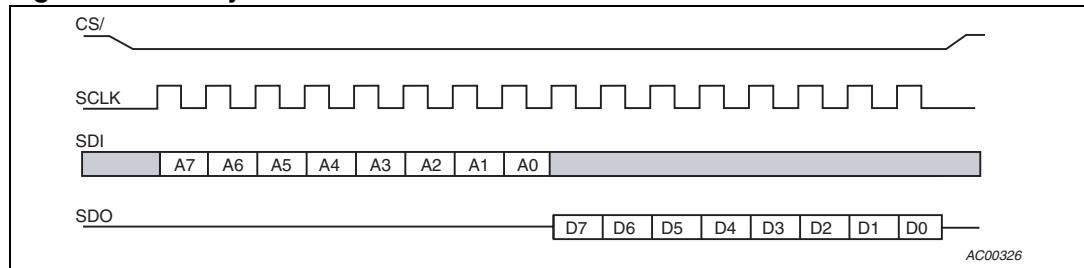 CS/
SCLK
SDI
A7 A6 A5 A4 A3 A2 A1 A0
SDO
D7 D6 D5 D4 D3 D2 D1 D0
AC00326